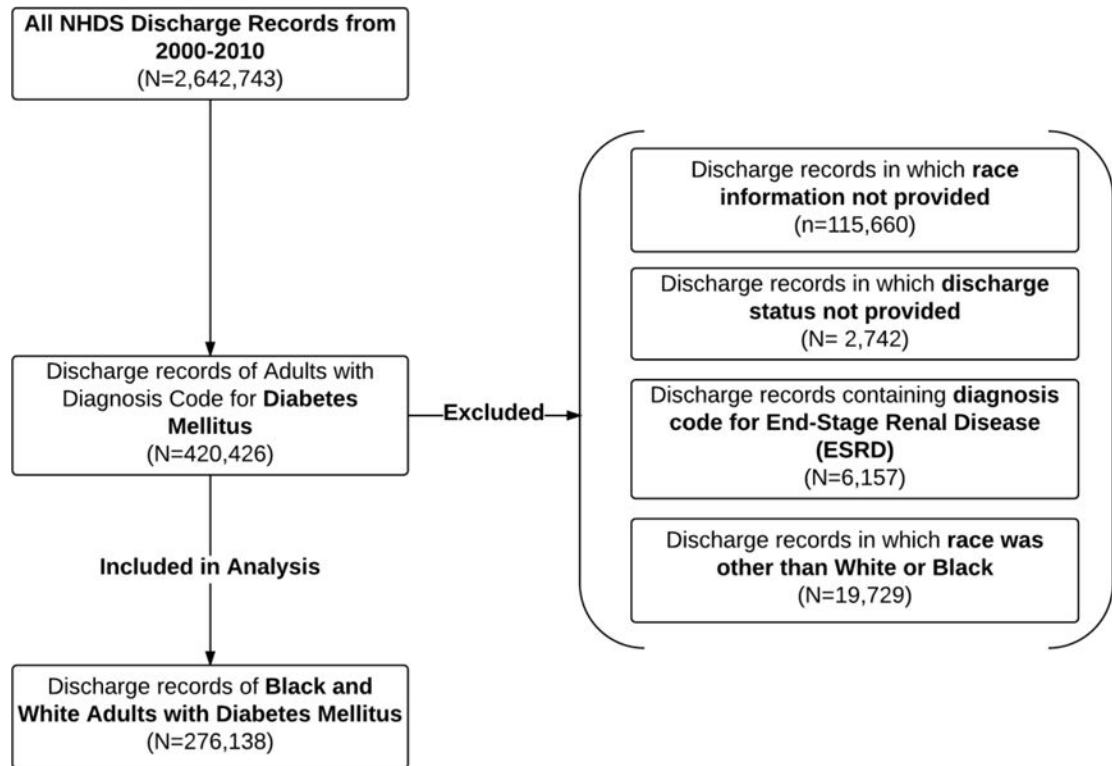 All NHDS Discharge Records from
2000-2010
(N=2,642,743)
Discharge records in which race
information not provided
(n=115,660)
Discharge records in which discharge
status not provided
(N= 2,742)
Discharge records of Adults with
Diagnosis Code for Diabetes
Mellitus
(N=420,426)
Excluded
Discharge records containing diagnosis
code for End-Stage Renal Disease
(ESRD)
(N=6,157)
Discharge records in which race was
other than White or Black
(N=19,729)
Included in Analysis
Discharge records of Black and
White Adults with Diabetes Mellitus
(N=276,138)